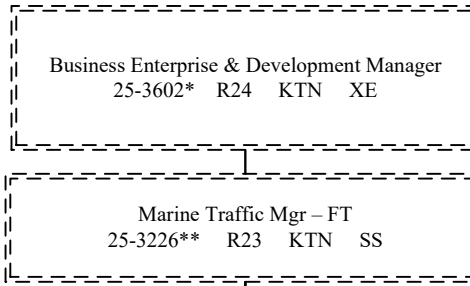 Business Enterprise & Development Manager
25-3602* R24 KTN XE
Marine Traffic Mgr – FT
25-3226** R23 KTN SS